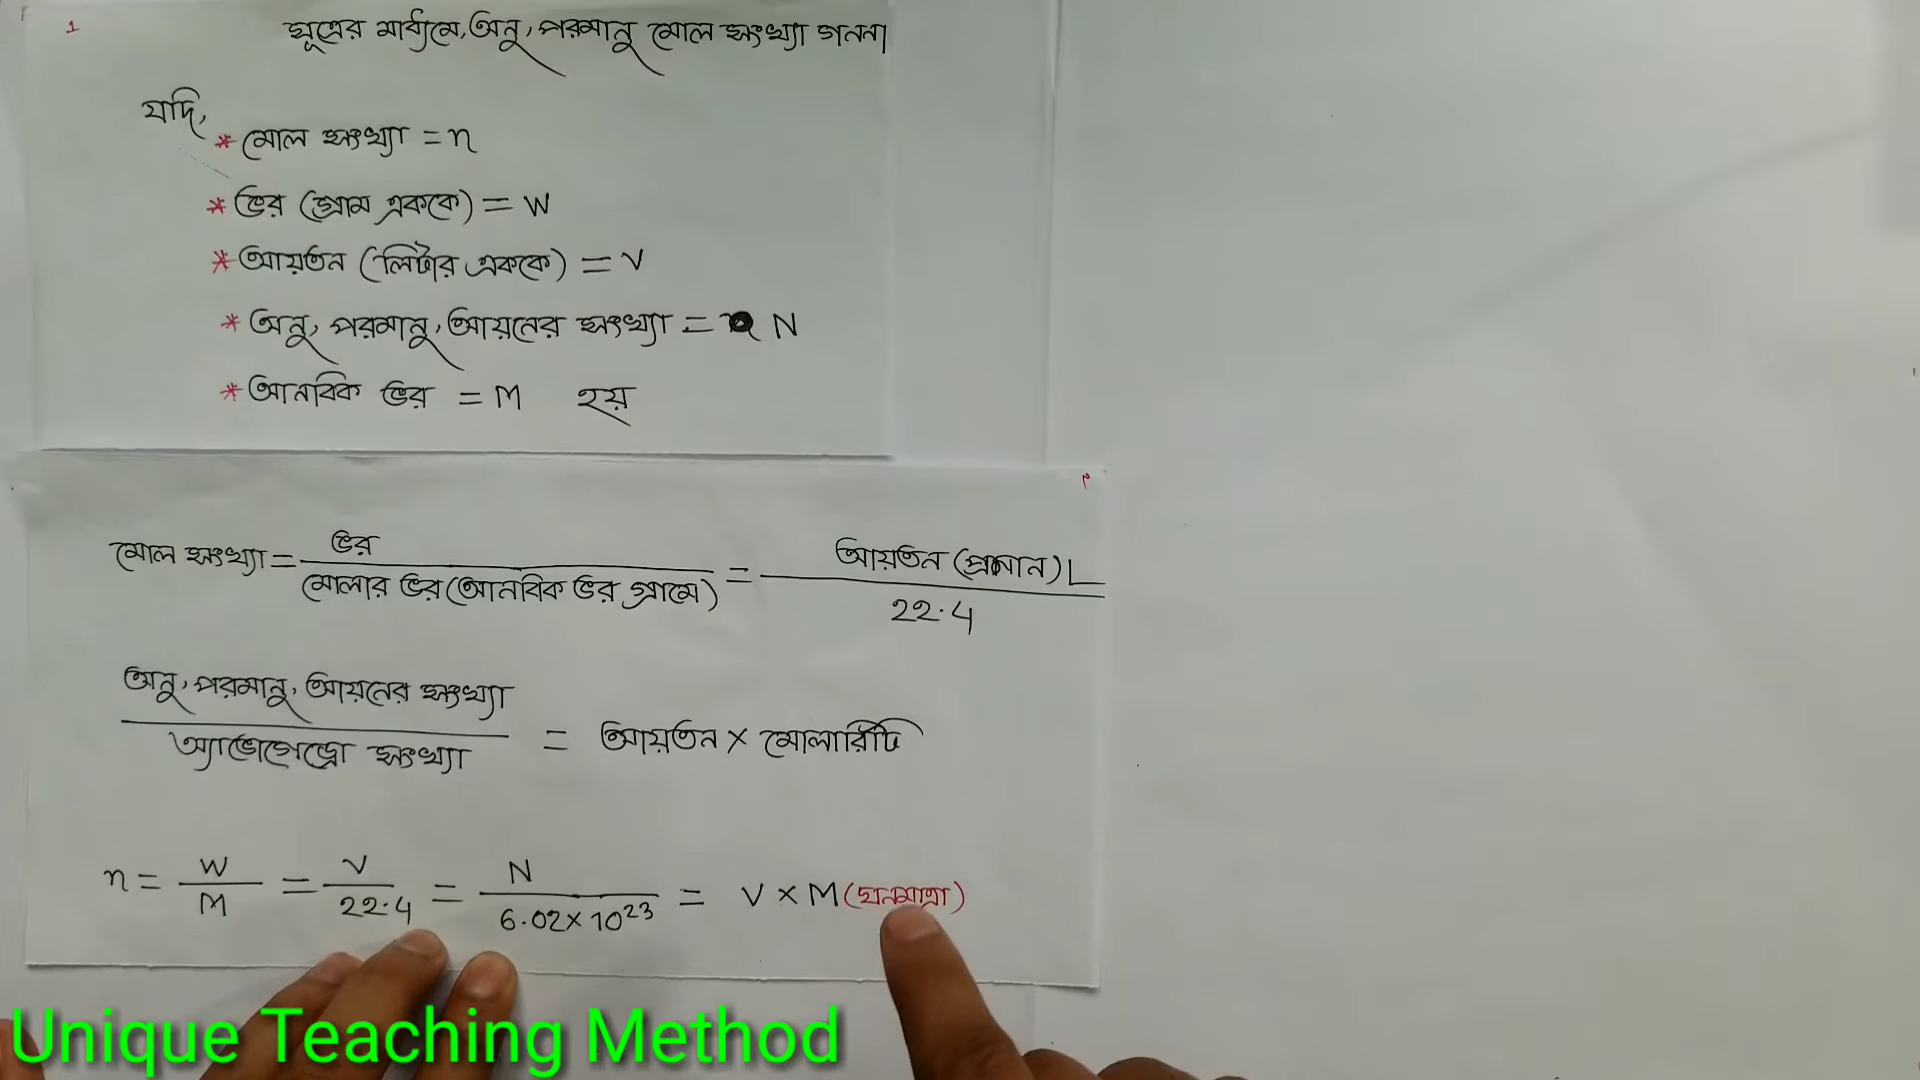 1
সূত্রের মাধ্যমে, অনু, পরমানু মোল সংখ্যা গননা
যদি,
* মোল সংখ্যা = n
* ভর (গ্রাম এককে) = W
* আয়তন (লিটার এককে) = V
* অনু, পরমানু, আয়নের সংখ্যা = N
* আনবিক ভর = M হয়
মোল সংখ্যা = ভর / মোলার ভর (আনবিক ভর গ্রামে) = আয়তন (প্রমান) L / 22.4
অনু, পরমানু, আয়নের সংখ্যা / অ্যাভোগেড্রো সংখ্যা = আয়তন × মোলারিটি
n = W / M = V / 22.4 = N / 6.02×10²³ = V × M (ঘনমাত্রা)
Unique Teaching Method